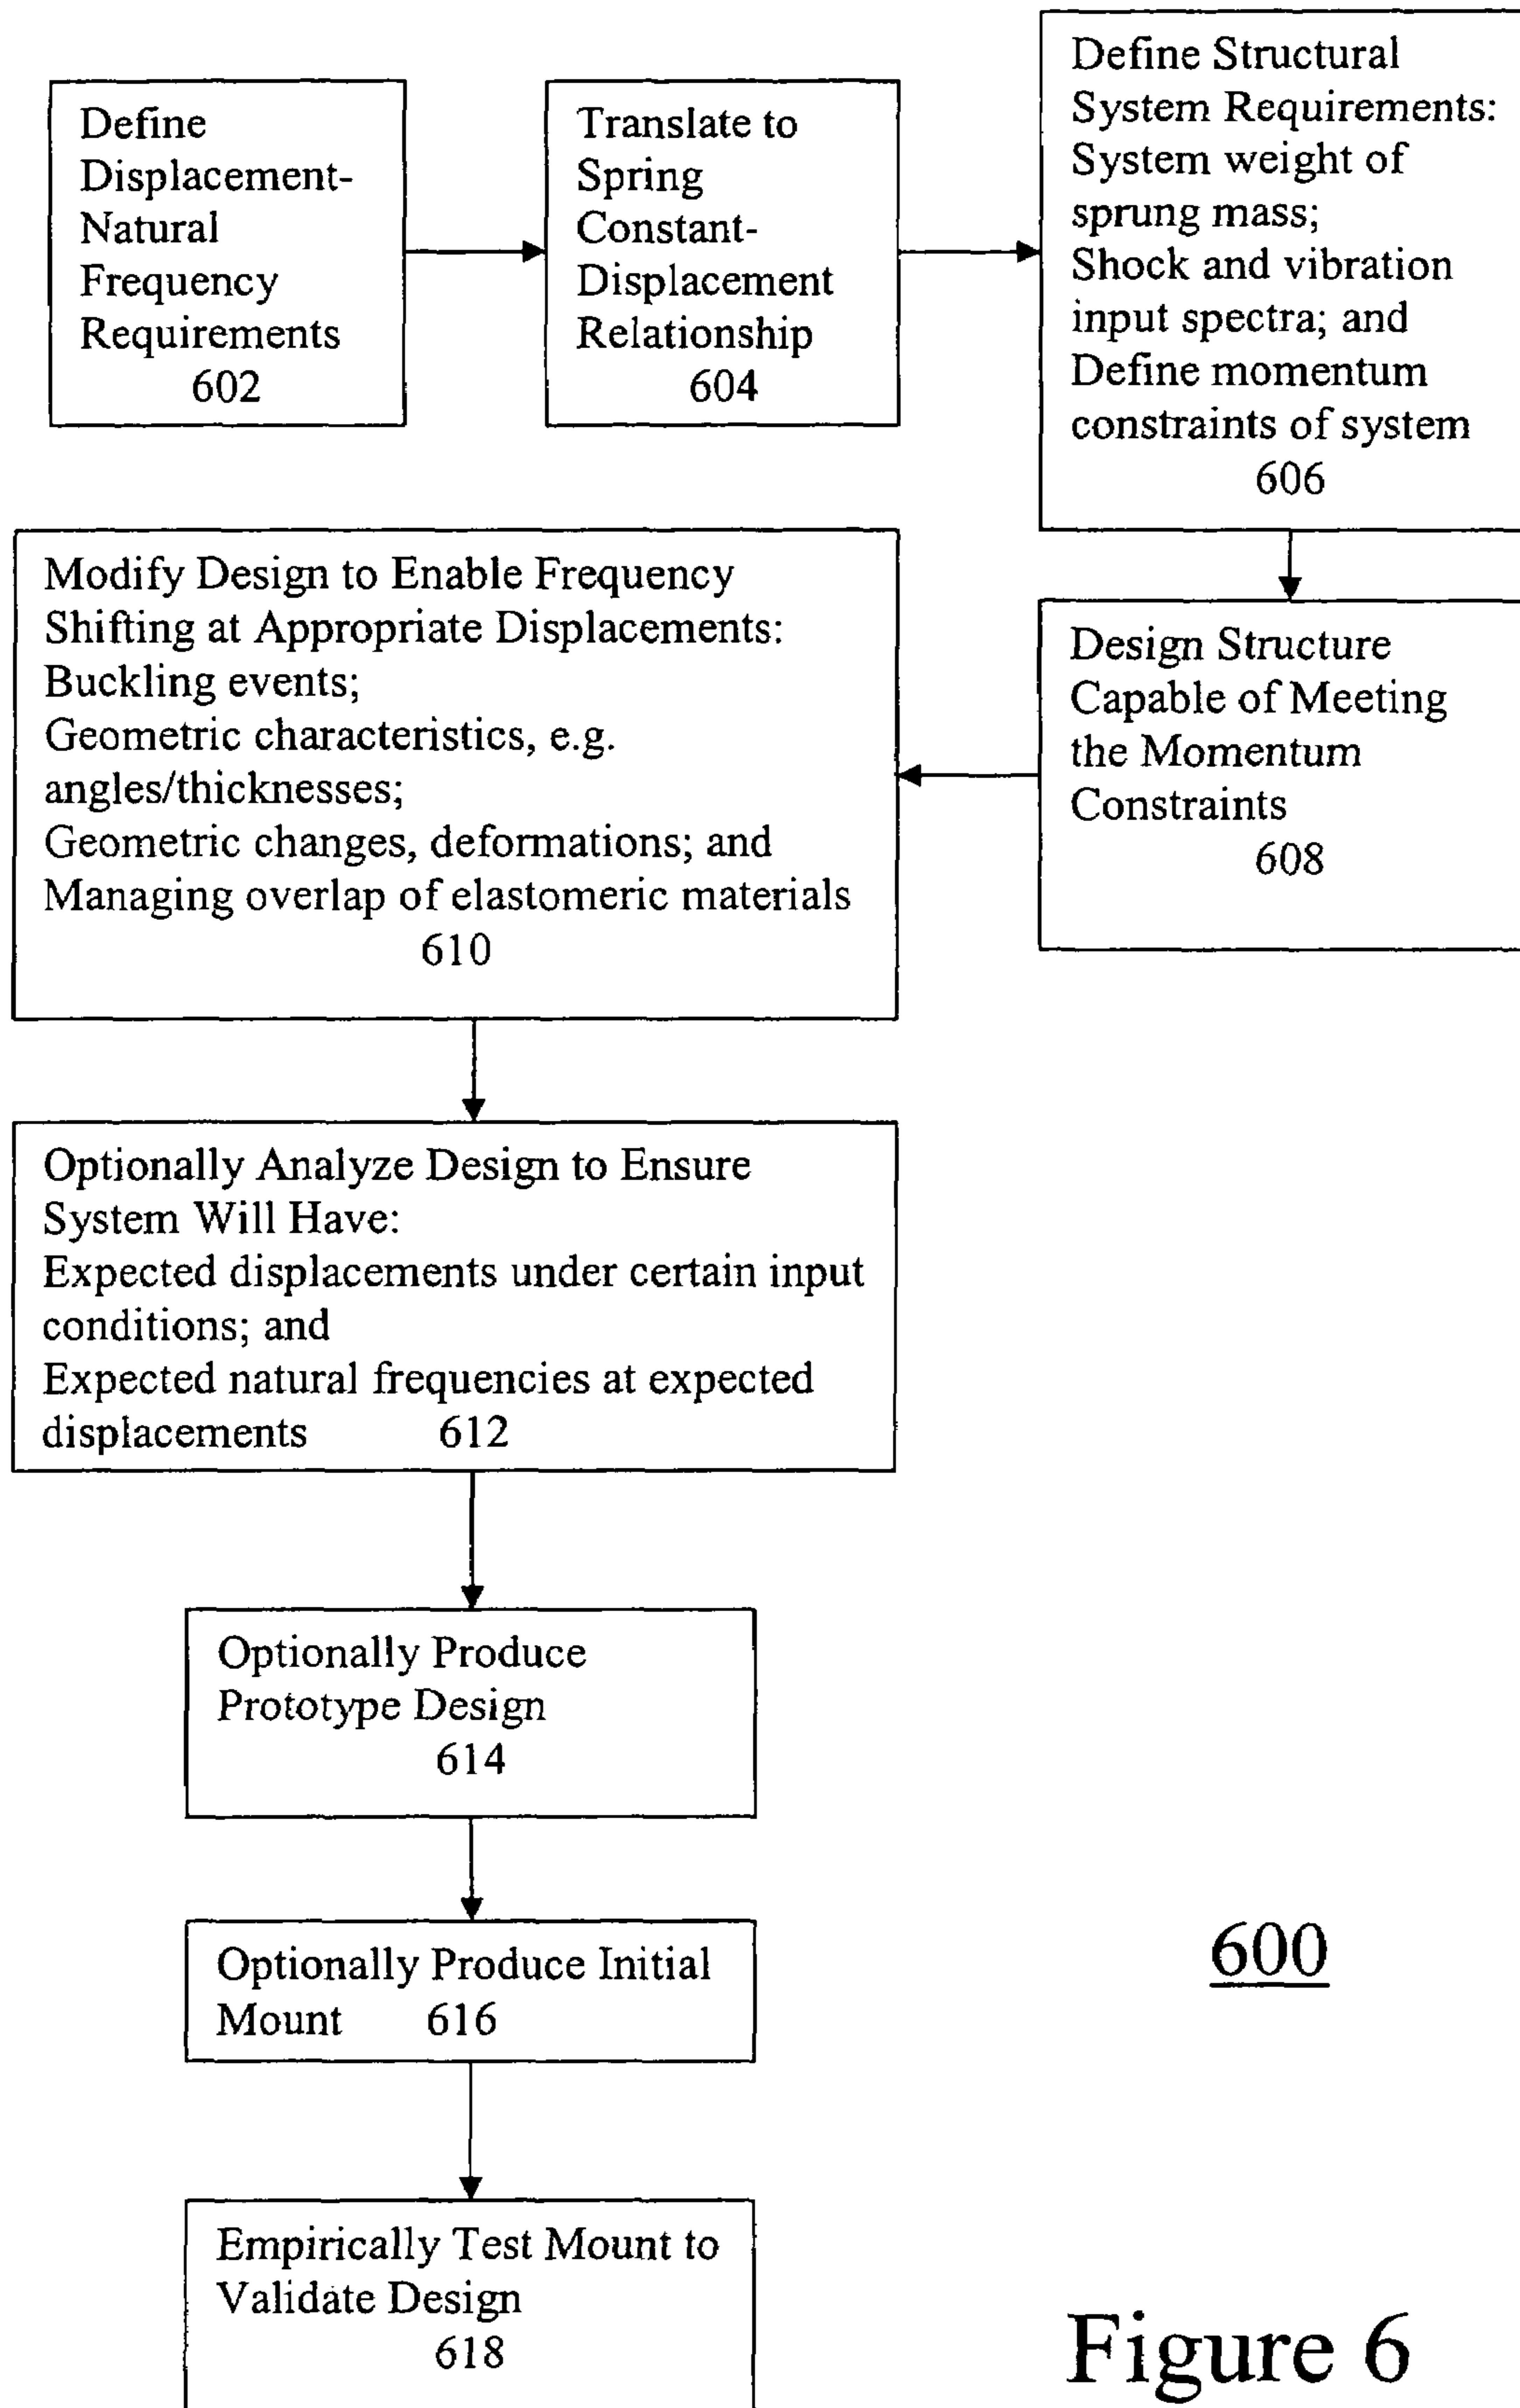 Define
Displacement-
Natural
Frequency
Requirements
602
Translate to
Spring
Constant-
Displacement
Relationship
604
Define Structural
System Requirements:
System weight of
sprung mass;
Shock and vibration
input spectra; and
Define momentum
constraints of system
606
Design Structure
Capable of Meeting
the Momentum
Constraints
608
Modify Design to Enable Frequency
Shifting at Appropriate Displacements:
Buckling events;
Geometric characteristics, e.g.
angles/thicknesses;
Geometric changes, deformations; and
Managing overlap of elastomeric materials
610
Optionally Analyze Design to Ensure
System Will Have:
Expected displacements under certain input
conditions; and
Expected natural frequencies at expected
displacements 612
Optionally Produce
Prototype Design
614
Optionally Produce Initial
Mount 616
600
Empirically Test Mount to
Validate Design
618
Figure 6